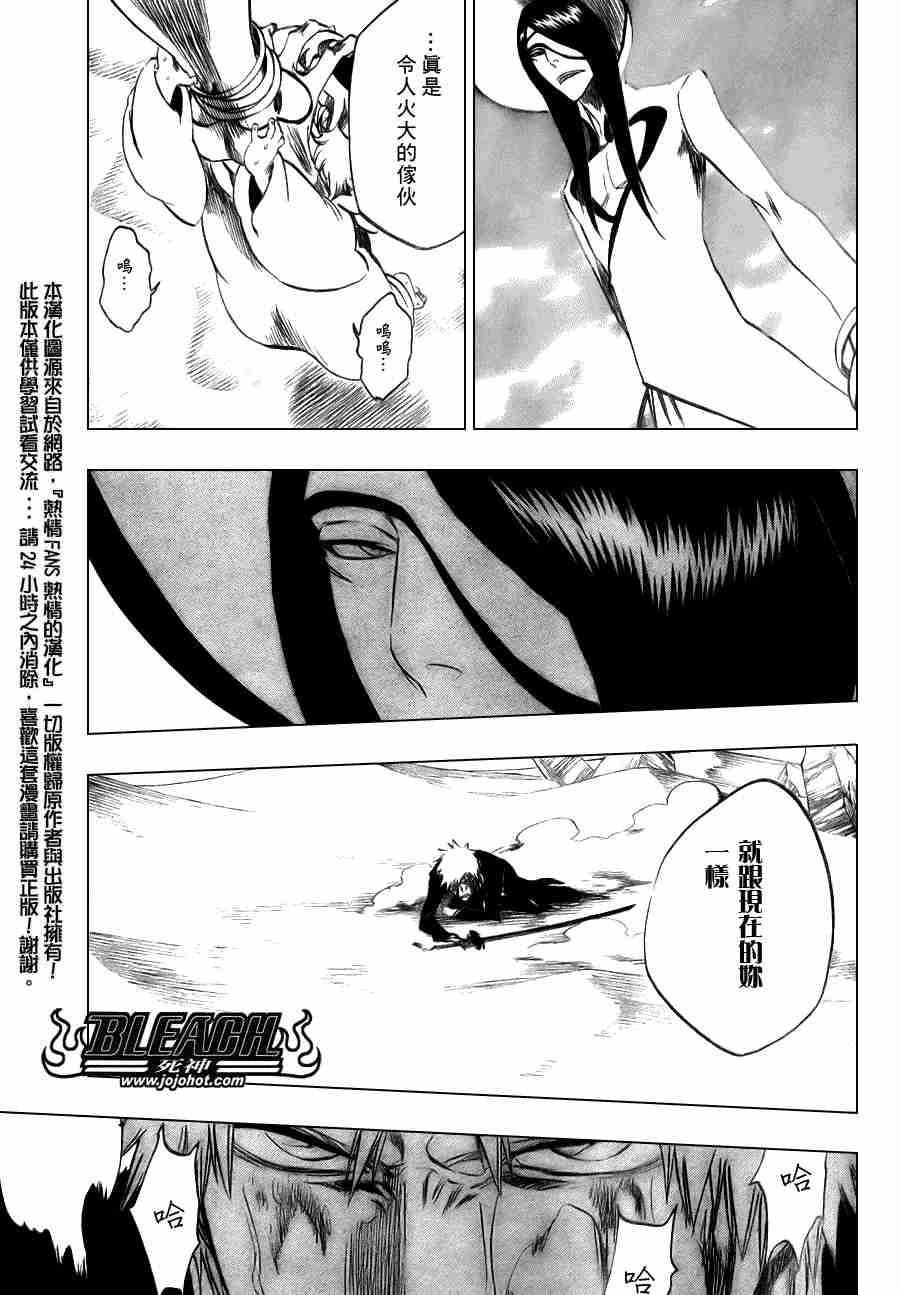 …眞是
令人火大的傢伙
嗚嗚…
嗚…
就跟現在的妳
一樣
哈
哈
哈
本漢化圖源來自於網路，『熱情FANS熱情的漢化』一切版權歸原作者與出版社擁有！
此版本僅供學習試看交流…請24小時之內消除，喜歡這套漫畫請購買正版！謝謝。
BLEACH
死神
www.jojohot.com